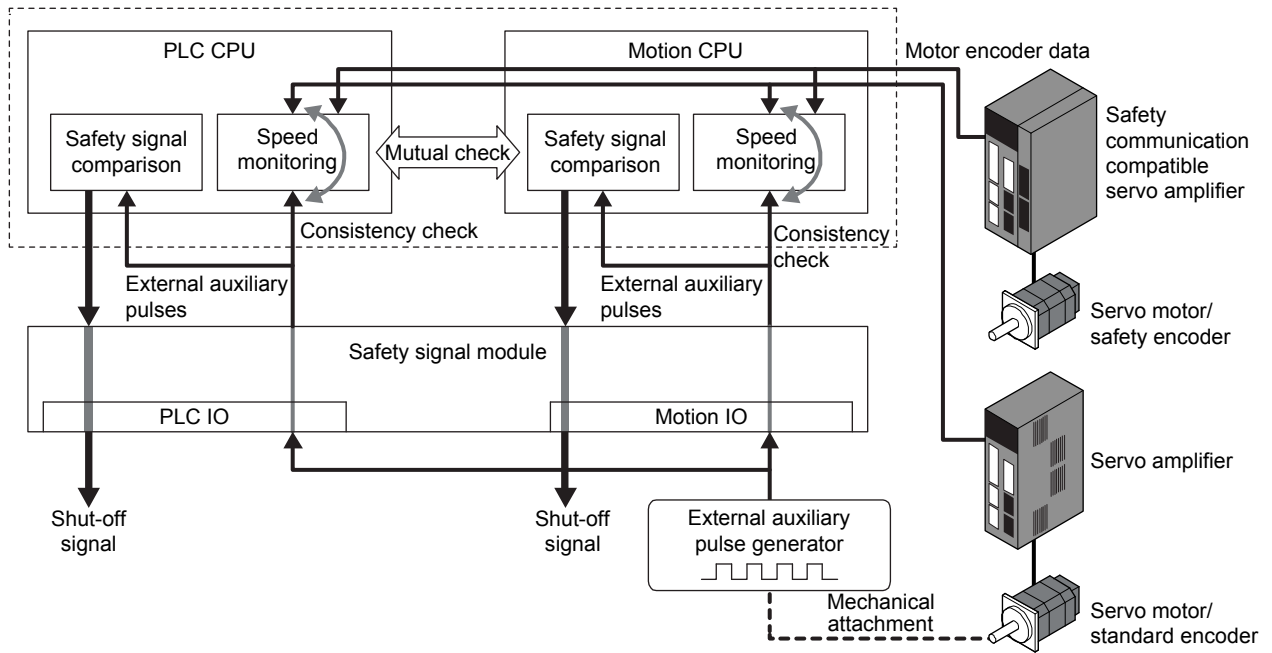 PLC CPU
Motion CPU
Motor encoder data
Safety signal
comparison
Speed
monitoring
Mutual check
Safety signal
comparison
Speed
monitoring
Safety
communication
compatible
servo amplifier
Consistency check
Consistency
check
External auxiliary
pulses
External auxiliary
pulses
Servo motor/
safety encoder
Safety signal module
PLC IO
Motion IO
Servo amplifier
Shut-off
signal
Shut-off
signal
External auxiliary
pulse generator
Mechanical
attachment
Servo motor/
standard encoder